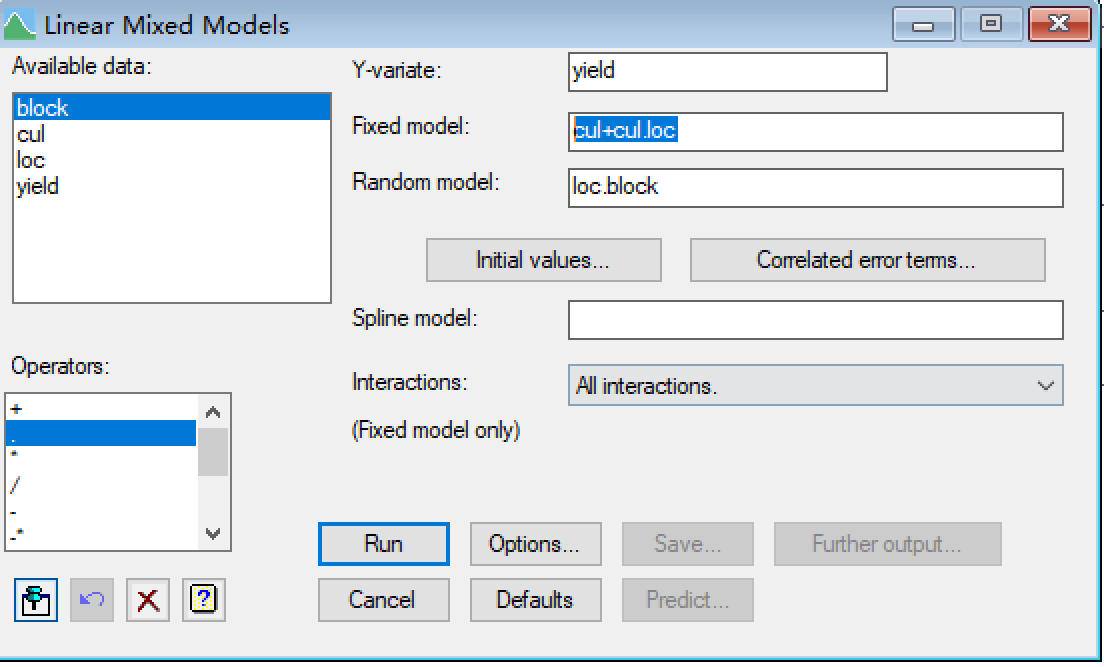 Linear Mixed Models
Available data:
block
cul
loc
yield
Y-variate:
yield
Fixed model:
cul+cul.loc
Random model:
loc.block
Initial values...
Correlated error terms...
Spline model:
Interactions:
All interactions.
(Fixed model only)
Operators:
+
.
*
/
-
-*
Run
Options...
Save...
Further output...
Cancel
Defaults
Predict...
?